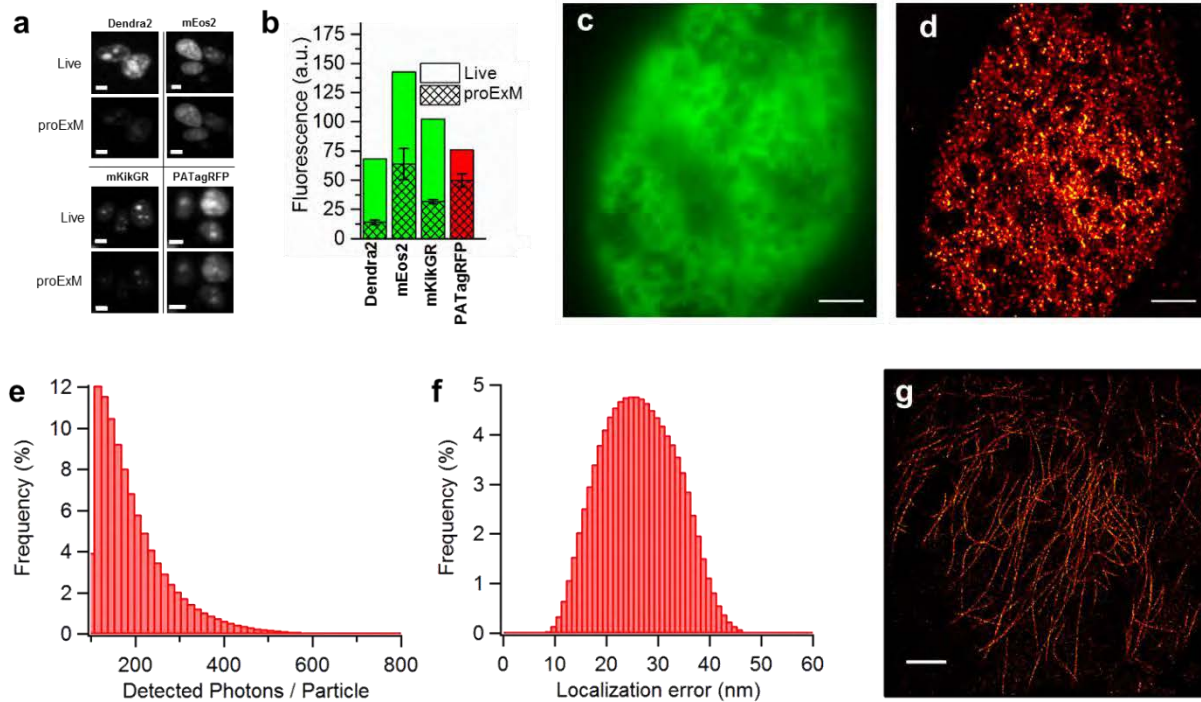 a
Dendra2 mEos2
Live
proExM
mKikGR PATagRFP
Live
proExM
b
Fluorescence (a.u.)
175
150
125
100
75
50
25
0
Live
proExM
Dendra2 mEos2 mKikGR PATagRFP
c
d
e
Frequency (%)
12
10
8
6
4
2
0
200 400 600 800
Detected Photons / Particle
f
Frequency (%)
5
4
3
2
1
0
0 10 20 30 40 50 60
Localization error (nm)
g